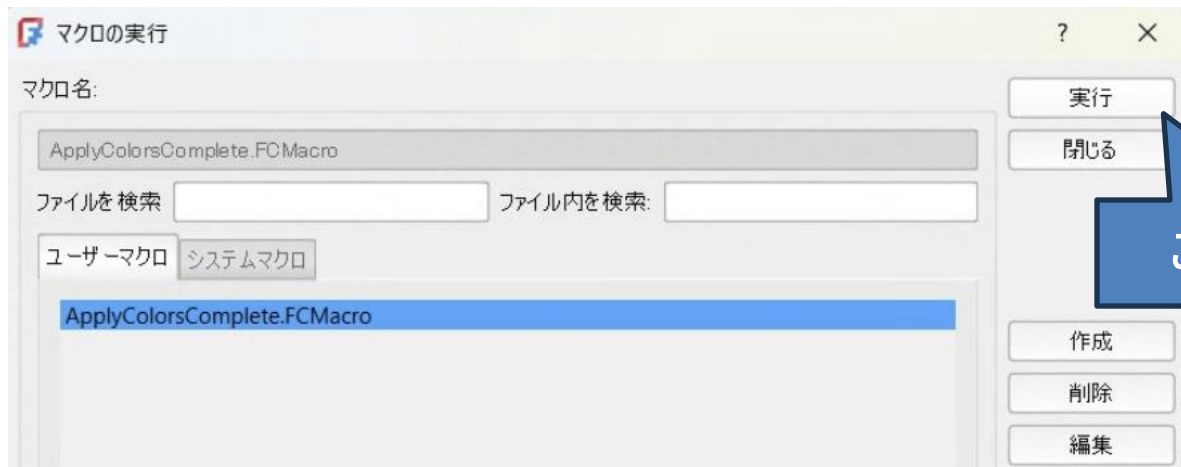 マクロの実行
?
マクロ名:
実行
ApplyColorsComplete.FCMacro
閉じる
ファイルを検索
ファイル内を検索:
ユーザーマクロ
システムマクロ
ApplyColorsComplete.FCMacro
作成
削除
編集